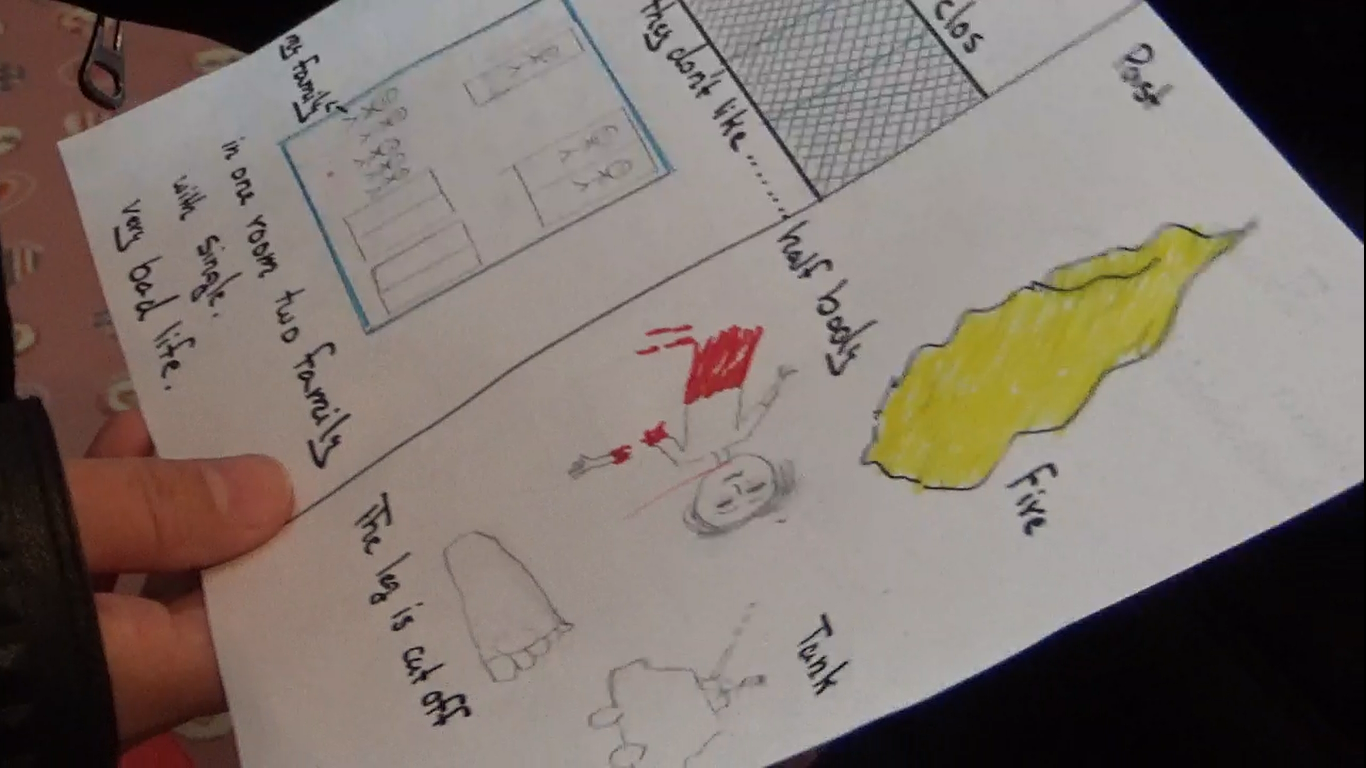 Past
Fire
Tank
half body
The leg is cut off
clos
they don't like .......
my family
in one room two family
with single.
very bad life.